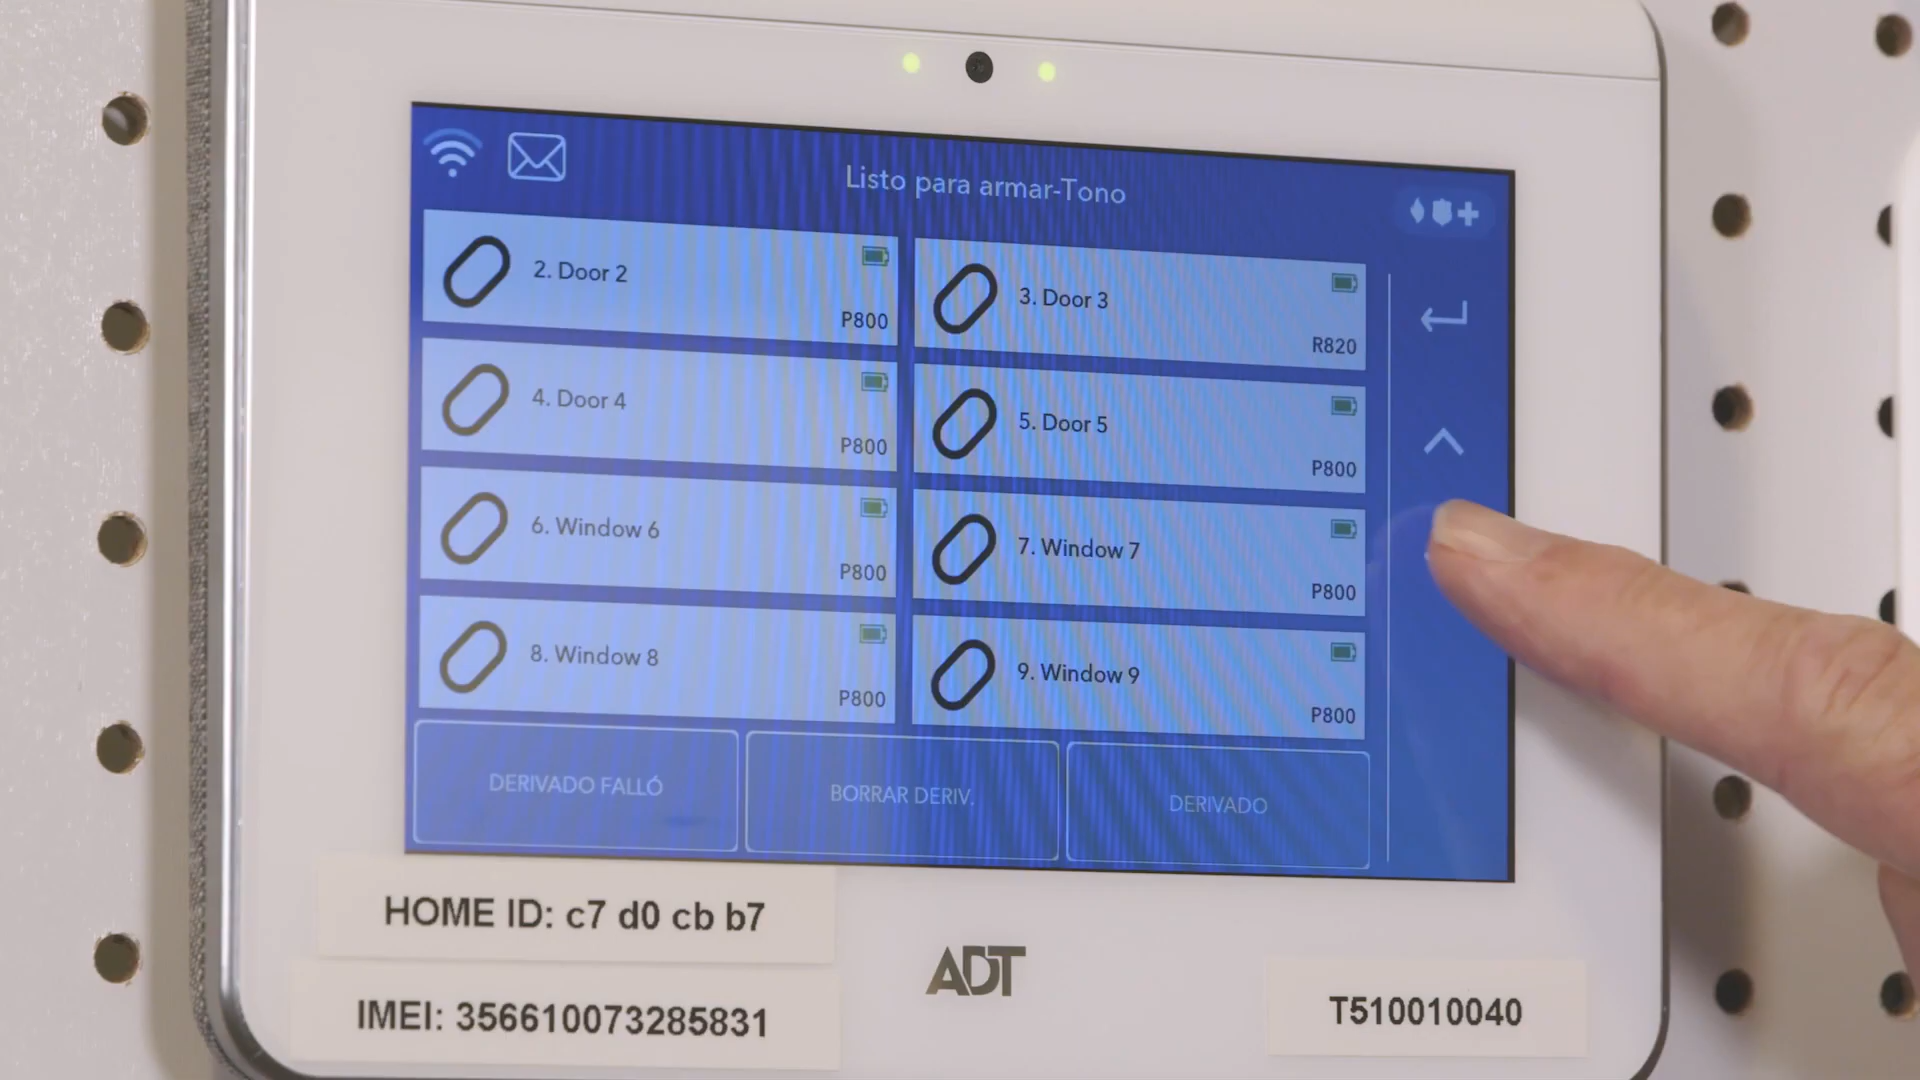 Listo para armar-Tono
2. Door 2
P800
3. Door 3
R820
4. Door 4
P800
5. Door 5
P800
6. Window 6
P800
7. Window 7
P800
8. Window 8
P800
9. Window 9
P800
DERIVADO FALLÓ
BORRAR DERIV.
DERIVADO
HOME ID: c7 d0 cb b7
ADT
IMEI: 356610073285831
T510010040